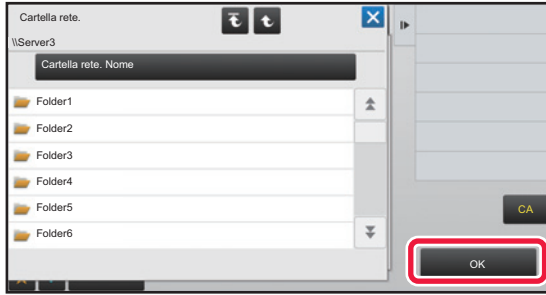 Cartella rete.
\\Server3
Cartella rete. Nome
Folder1
Folder2
Folder3
Folder4
Folder5
Folder6
CA
OK